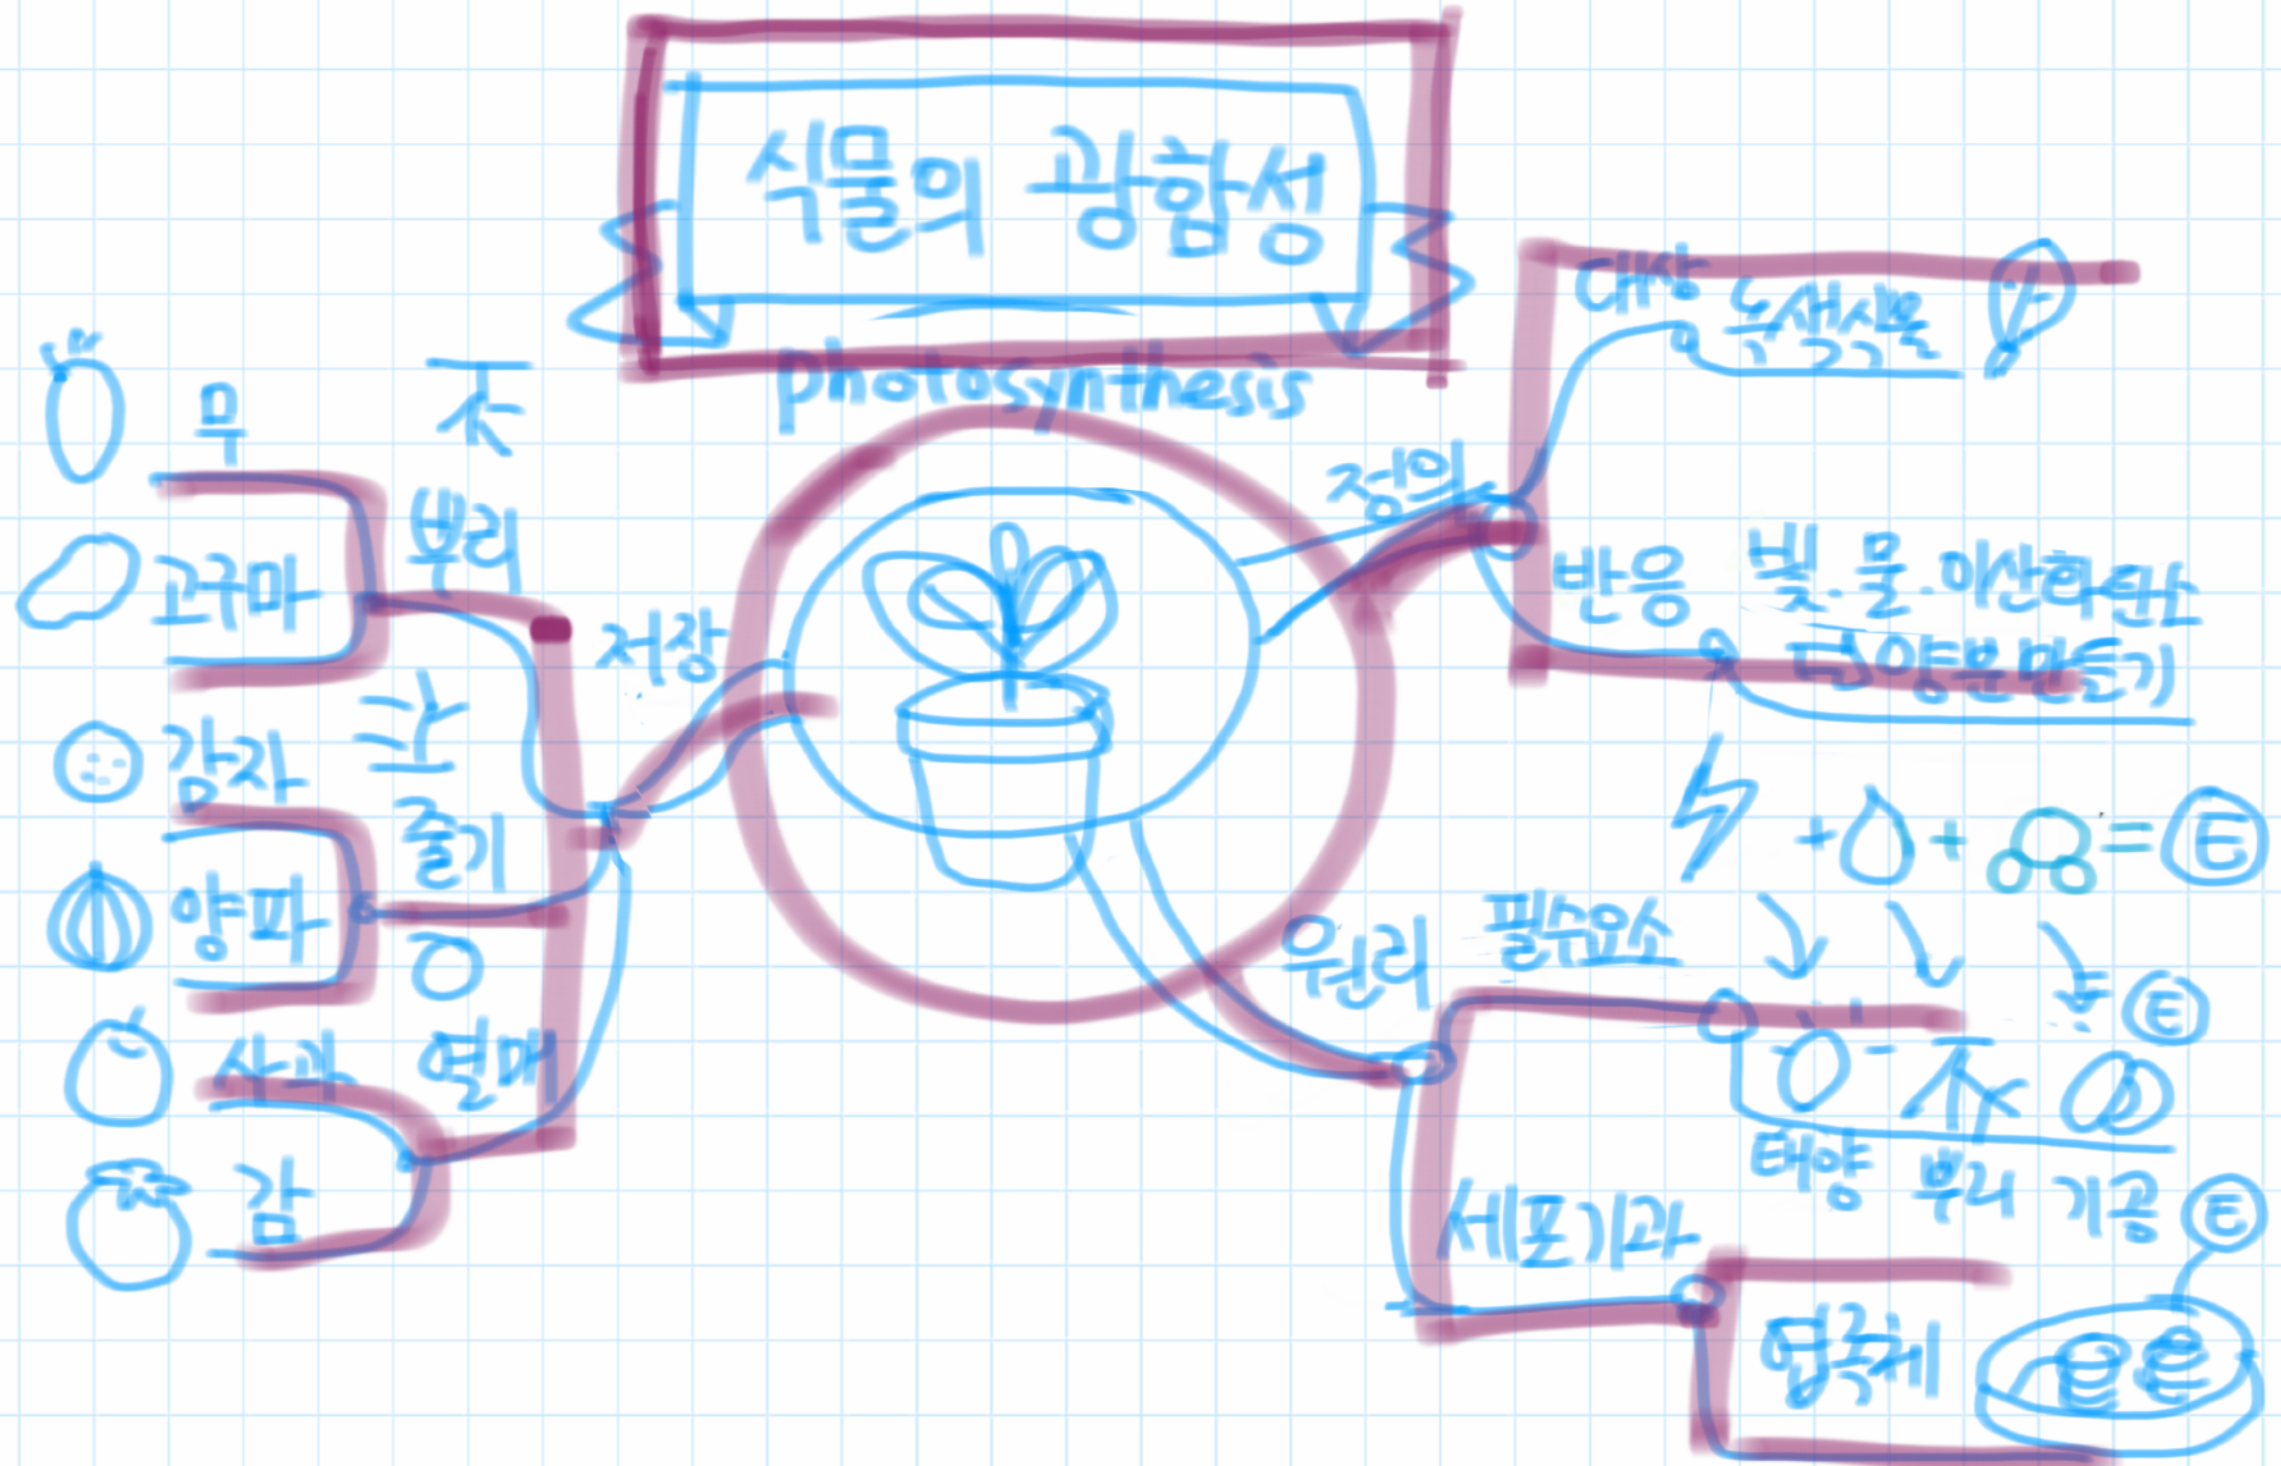 식물의 광합성
photosynthesis
정의
대상
녹색식물
반응
빛.물.이산화탄소
영양분 만들기
E
원리
필수요소
E
태양 뿌리 기공 E
세포기관
엽록체
저장
뿌리
무
고구마
줄기
감자
양파
열매
사과
감